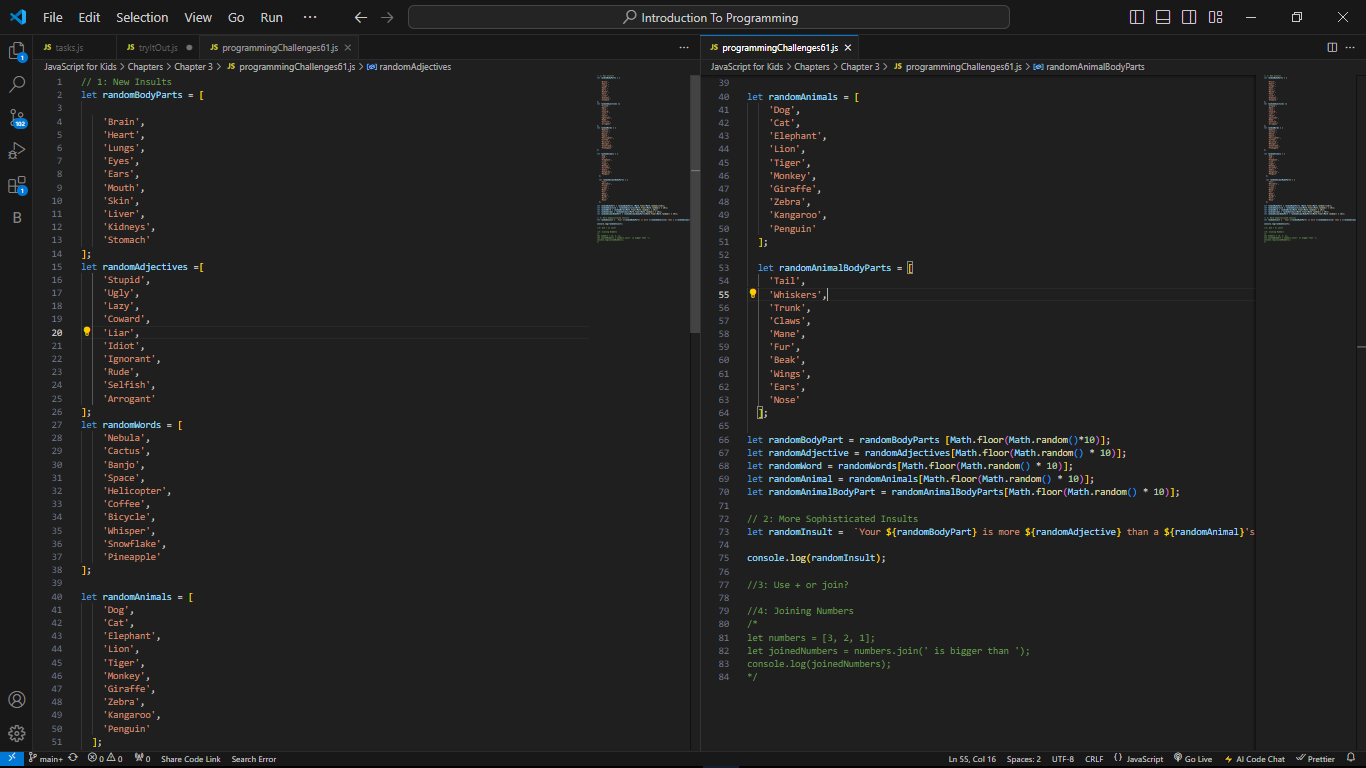 File Edit Selection View Go Run ··· Introduction To Programming
JS tasks.js JS tryItOut.js JS programmingChallenges61.js
JavaScript for Kids > Chapters > Chapter 3 > JS programmingChallenges61.js > randomAdjectives
1 // 1: New Insults
2 let randomBodyParts = [
3
4 'Brain',
5 'Heart',
6 'Lungs',
7 'Eyes',
8 'Ears',
9 'Mouth',
10 'Skin',
11 'Liver',
12 'Kidneys',
13 'Stomach'
14 ];
15 let randomAdjectives =[
16 'Stupid',
17 'Ugly',
18 'Lazy',
19 'Coward',
20 'Liar',
21 'Idiot',
22 'Ignorant',
23 'Rude',
24 'Selfish',
25 'Arrogant'
26 ];
27 let randomWords = [
28 'Nebula',
29 'Cactus',
30 'Banjo',
31 'Space',
32 'Helicopter',
33 'Coffee',
34 'Bicycle',
35 'Whisper',
36 'Snowflake',
37 'Pineapple'
38 ];
39
40 let randomAnimals = [
41 'Dog',
42 'Cat',
43 'Elephant',
44 'Lion',
45 'Tiger',
46 'Monkey',
47 'Giraffe',
48 'Zebra',
49 'Kangaroo',
50 'Penguin'
51 ];
JS programmingChallenges61.js
JavaScript for Kids > Chapters > Chapter 3 > JS programmingChallenges61.js > randomAnimalBodyParts
39
40 let randomAnimals = [
41 'Dog',
42 'Cat',
43 'Elephant',
44 'Lion',
45 'Tiger',
46 'Monkey',
47 'Giraffe',
48 'Zebra',
49 'Kangaroo',
50 'Penguin'
51 ];
52
53 let randomAnimalBodyParts = [
54 'Tail',
55 'Whiskers',
56 'Trunk',
57 'Claws',
58 'Mane',
59 'Fur',
60 'Beak',
61 'Wings',
62 'Ears',
63 'Nose'
64 ];
65
66 let randomBodyPart = randomBodyParts [Math.floor(Math.random()*10)];
67 let randomAdjective = randomAdjectives[Math.floor(Math.random() * 10)];
68 let randomWord = randomWords[Math.floor(Math.random() * 10)];
69 let randomAnimal = randomAnimals[Math.floor(Math.random() * 10)];
70 let randomAnimalBodyPart = randomAnimalBodyParts[Math.floor(Math.random() * 10)];
71
72 // 2: More Sophisticated Insults
73 let randomInsult = `Your ${randomBodyPart} is more ${randomAdjective} than a ${randomAnimal}'s
74
75 console.log(randomInsult);
76
77 //3: Use + or join?
78
79 //4: Joining Numbers
80 /*
81 let numbers = [3, 2, 1];
82 let joinedNumbers = numbers.join(' is bigger than ');
83 console.log(joinedNumbers);
84 */
1
102
1
B
main+ 0 0 0 Share Code Link Search Error Ln 55, Col 16 Spaces: 2 UTF-8 CRLF {} JavaScript Go Live AI Code Chat Prettier